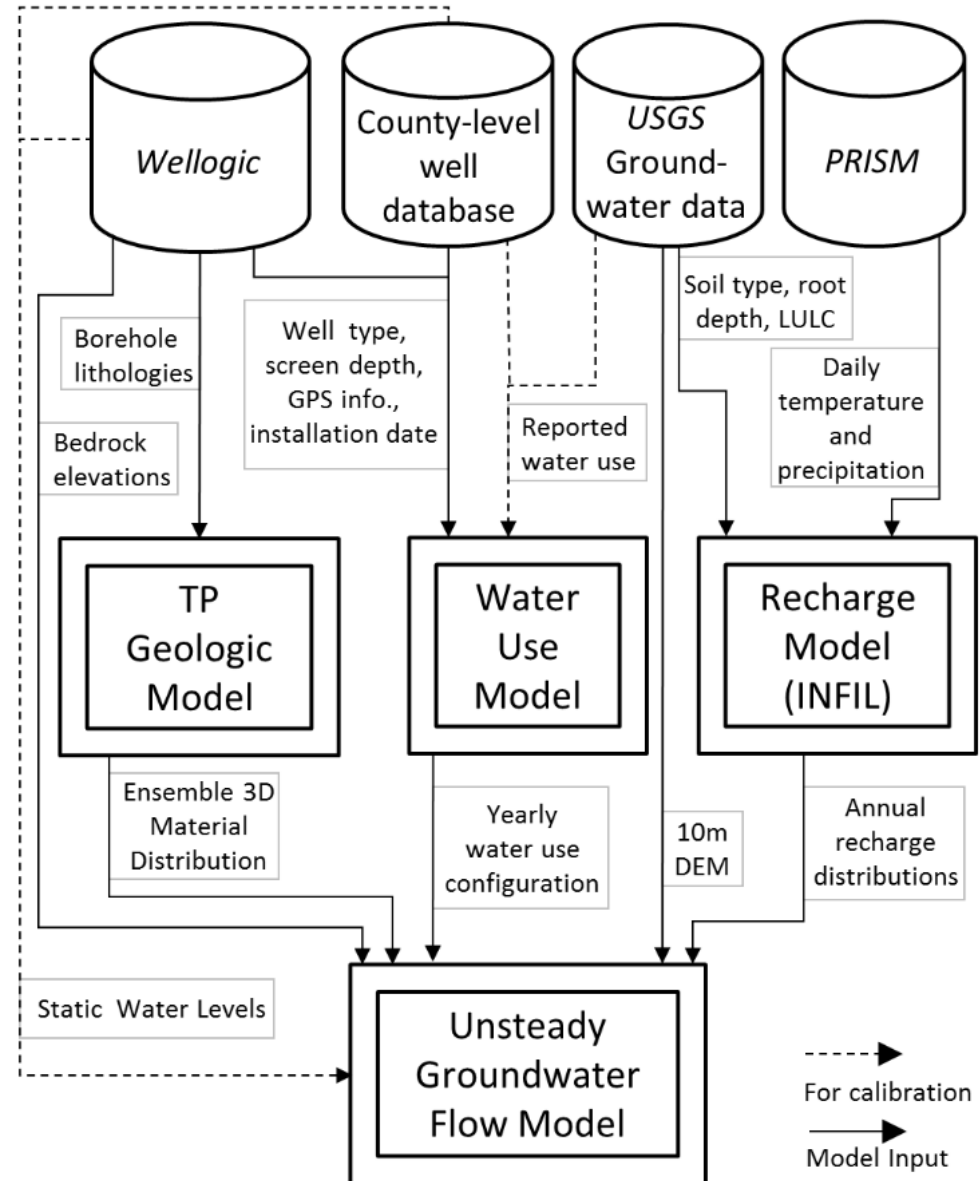 Wellogic
County-level
well
database
USGS
Ground-
water data
PRISM
Borehole
lithologies
Bedrock
elevations
Well type,
screen depth,
GPS info.,
installation date
Reported
water use
Soil type, root
depth, LULC
Daily
temperature
and
precipitation
TP
Geologic
Model
Water
Use
Model
Recharge
Model
(INFIL)
Ensemble 3D
Material
Distribution
Yearly
water use
configuration
10m
DEM
Annual
recharge
distributions
Static Water Levels
Unsteady
Groundwater
Flow Model
For calibration
Model Input